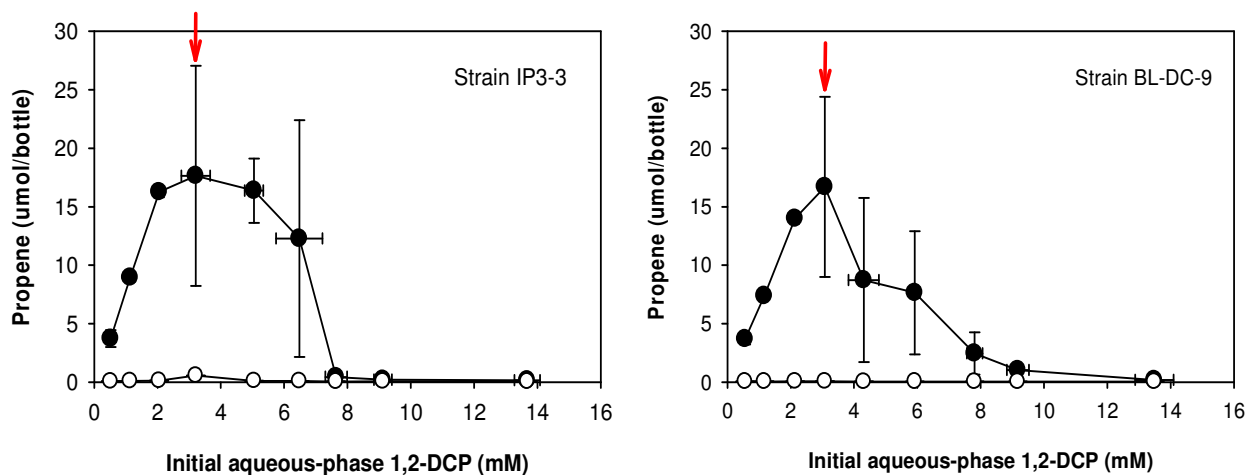 30
25
20
15
10
5
0
Propene (umol/bottle)
Strain IP3-3
0 2 4 6 8 10 12 14 16
Initial aqueous-phase 1,2-DCP (mM)
30
25
20
15
10
5
0
Propene (umol/bottle)
Strain BL-DC-9
0 2 4 6 8 10 12 14 16
Initial aqueous-phase 1,2-DCP (mM)